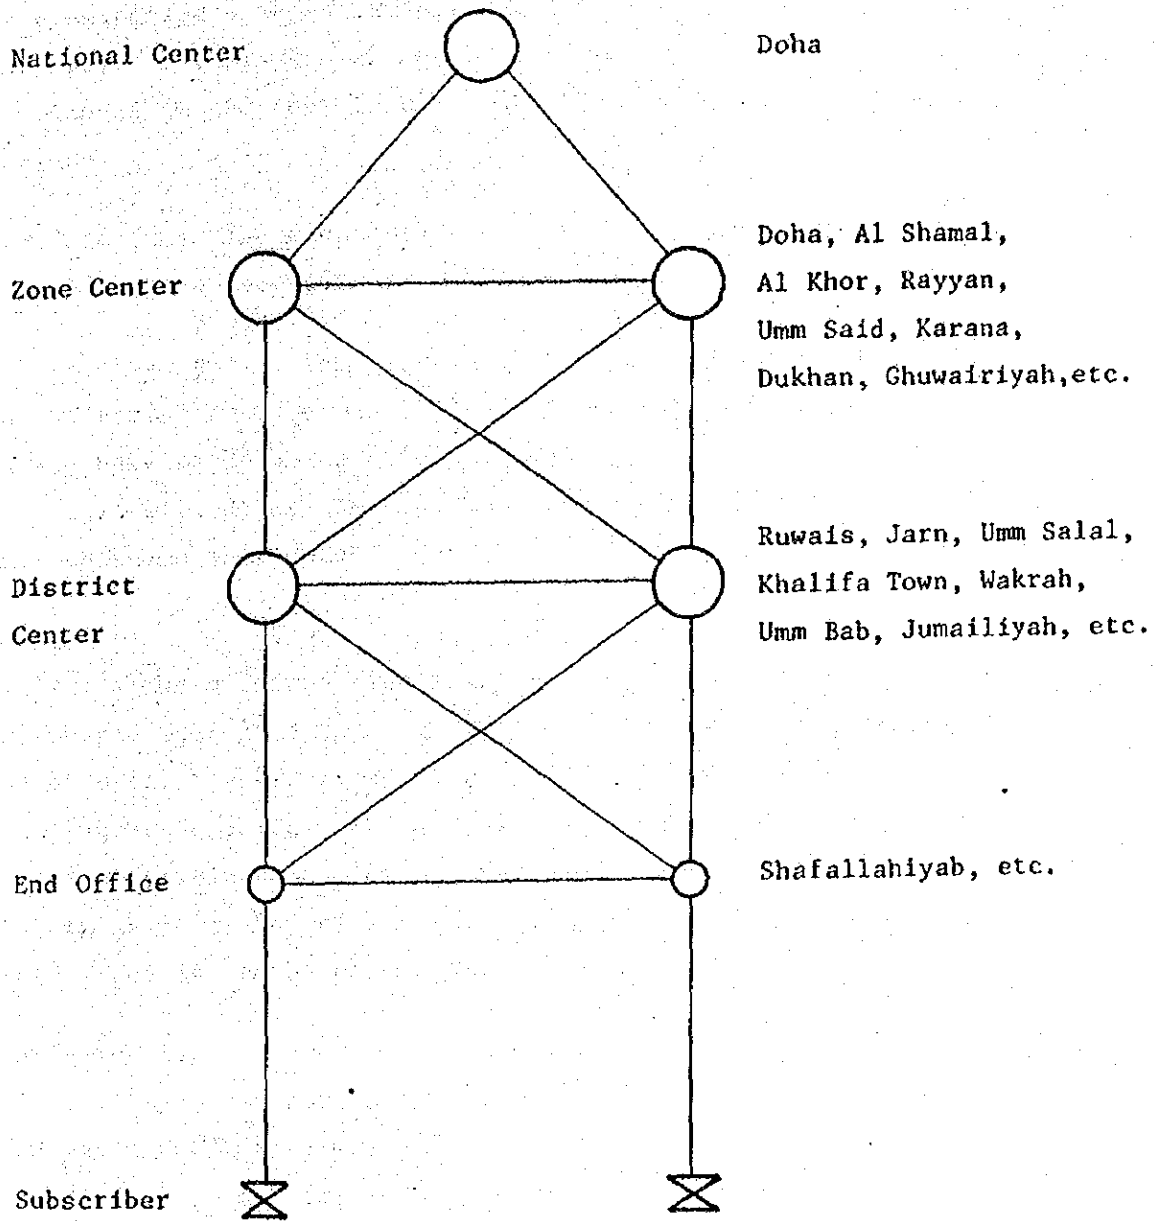 National Center
Doha
Zone Center
Doha, Al Shamal,
Al Khor, Rayyan,
Umm Said, Karana,
Dukhan, Ghuwairiyah,etc.
District
Center
Ruwais, Jarn, Umm Salal,
Khalifa Town, Wakrah,
Umm Bab, Jumailiyah, etc.
End Office
Shafallahiyab, etc.
Subscriber